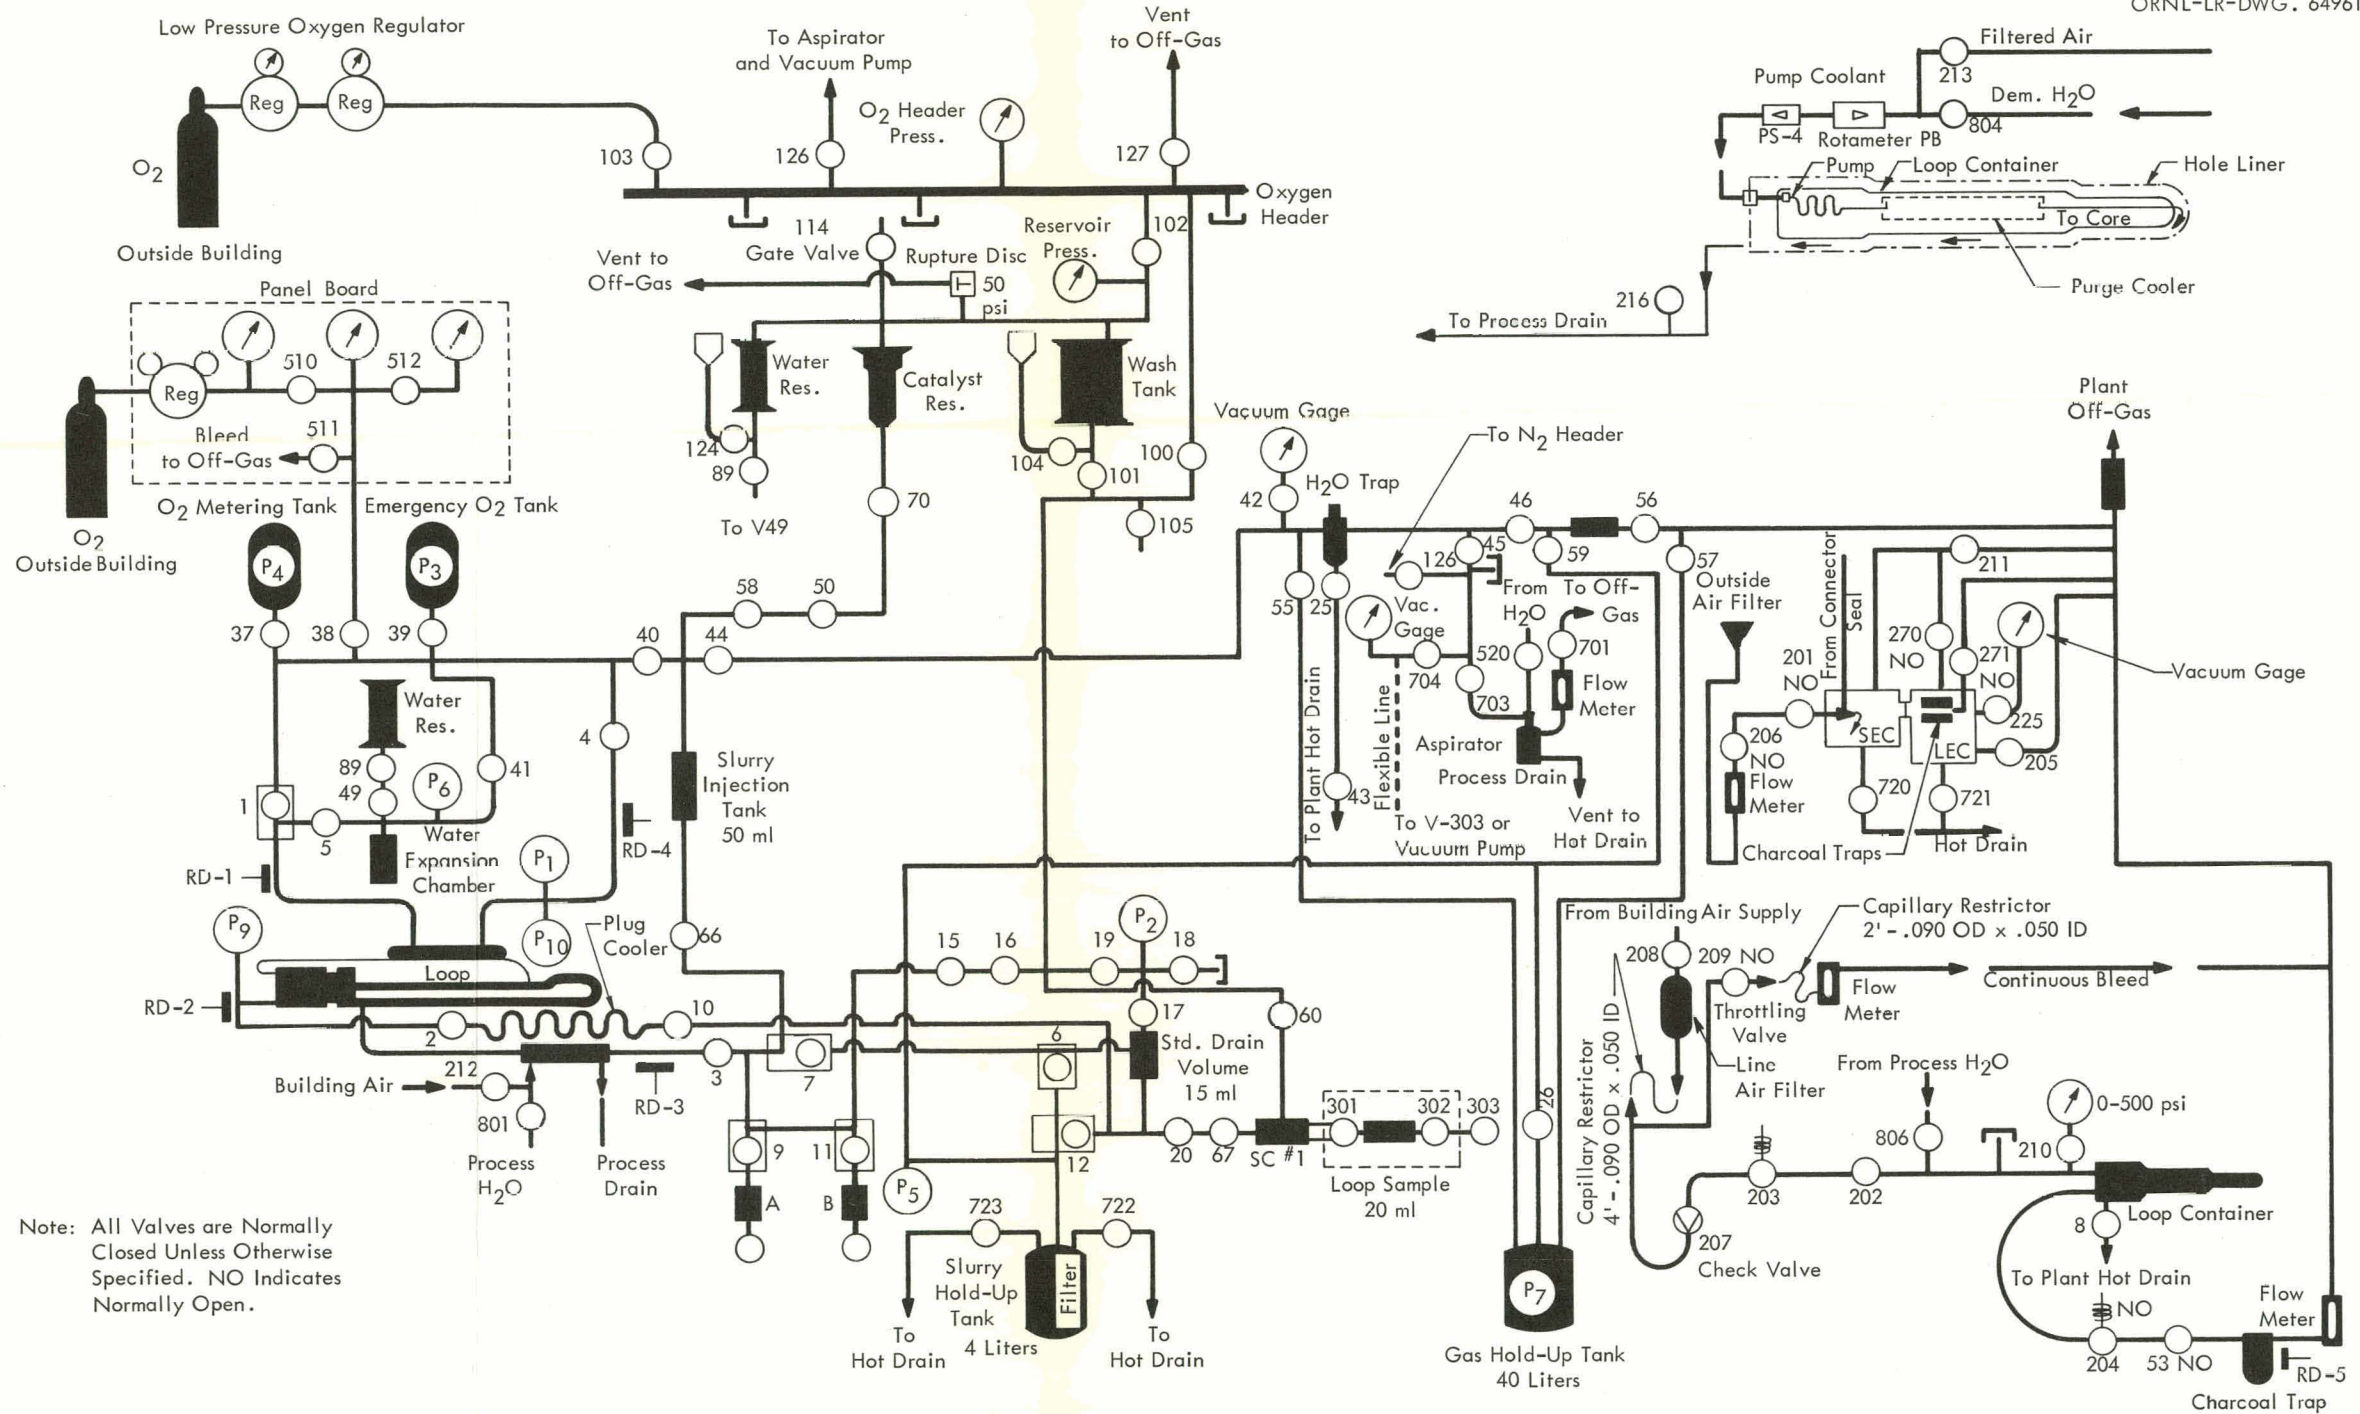 ORNL-LR-DWG. 64961
Low Pressure Oxygen Regulator
Reg
Reg
O2
Outside Building
To Aspirator
and Vacuum Pump
Vent
to Off-Gas
O2 Header
Press.
103
126
127
Oxygen
Header
Filtered Air
213
Pump Coolant
Dem. H2O
804
PS-4
Rotameter PB
Pump
Loop Container
Hole Liner
To Core
Purge Cooler
216
To Process Drain
114
Gate Valve
Vent to
Off-Gas
Rupture Disc
50
psi
Reservoir
Press.
102
Water
Res.
Catalyst
Res.
Wash
Tank
124
89
To V49
70
104
101
100
105
Panel Board
Reg
510
512
511
Bleed
to Off-Gas
O2
Outside Building
O2 Metering Tank
Emergency O2 Tank
P4
P3
37
38
39
58
50
40
44
Water
Res.
89
49
P6
41
1
5
Water
Expansion
Chamber
4
RD-4
RD-1
P1
P10
P9
RD-2
Loop
Plug
Cooler
2
10
212
Building Air
801
Process
H2O
Process
Drain
RD-3
3
7
Slurry
Injection
Tank
50 ml
66
9
11
A
B
15
16
19
18
P2
17
60
6
Std. Drain
Volume
15 ml
12
20
67
SC #1
301
302
303
Loop Sample
20 ml
P5
723
722
Slurry
Hold-Up
Tank
4 Liters
Filter
To
Hot Drain
To
Hot Drain
Vacuum Gage
42
H2O Trap
To N2 Header
46
56
45
126
59
57
55
25
From
H2O
To Off-
Gas
Vac.
Gage
704
520
701
703
Flow
Meter
Aspirator
Process Drain
To Plant Hot Drain
43
Flexible Line
To V-303 or
Vacuum Pump
Vent to
Hot Drain
Outside
Air Filter
From Connector
Seal
201
NO
206
NO
Flow
Meter
SEC
LEC
270
NO
271
NO
211
225
205
Vacuum Gage
720
721
Charcoal Traps
Hot Drain
Plant
Off-Gas
From Building Air Supply
Capillary Restrictor
2' - .090 OD x .050 ID
208
209 NO
Throttling
Valve
Flow
Meter
Continuous Bleed
Line
Air Filter
Capillary Restrictor
4' - .090 OD x .050 ID
26
P7
Gas Hold-Up Tank
40 Liters
From Process H2O
806
0-500 psi
210
203
202
207
Check Valve
Loop Container
8
To Plant Hot Drain
NO
204
53 NO
Flow
Meter
RD-5
Charcoal Trap
Note: All Valves are Normally
Closed Unless Otherwise
Specified. NO Indicates
Normally Open.